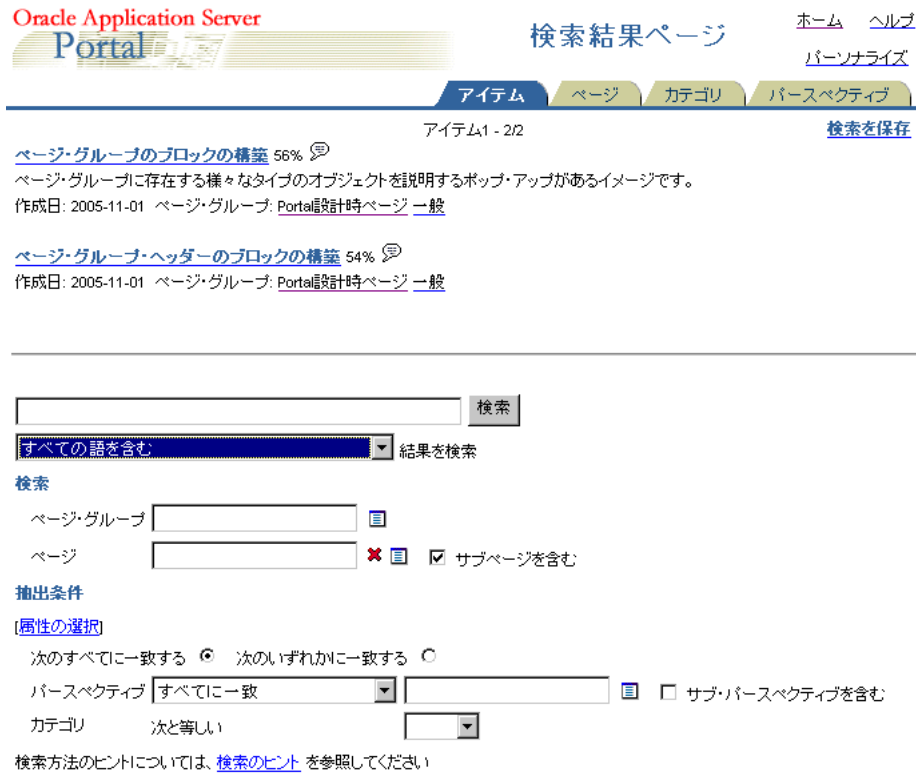 Oracle Application Server
Portal
検索結果ページ
ホーム ヘルプ
パーソナライズ
アイテム ページ カテゴリ パースペクティブ
アイテム1 - 2/2 検索を保存
ページ・グループのブロックの構築 56%
ページ・グループに存在する様々なタイプのオブジェクトを説明するポップ・アップがあるイメージです。
作成日: 2005-11-01 ページ・グループ: Portal設計時ページ 一般
ページ・グループ・ヘッダーのブロックの構築 54%
作成日: 2005-11-01 ページ・グループ: Portal設計時ページ 一般
検索
すべての語を含む 結果を検索
検索
ページ・グループ
ページ サブページを含む
抽出条件
[属性の選択]
次のすべてに一致する 次のいずれかに一致する
パースペクティブ すべてに一致 サブ・パースペクティブを含む
カテゴリ 次と等しい
検索方法のヒントについては、検索のヒント を参照してください